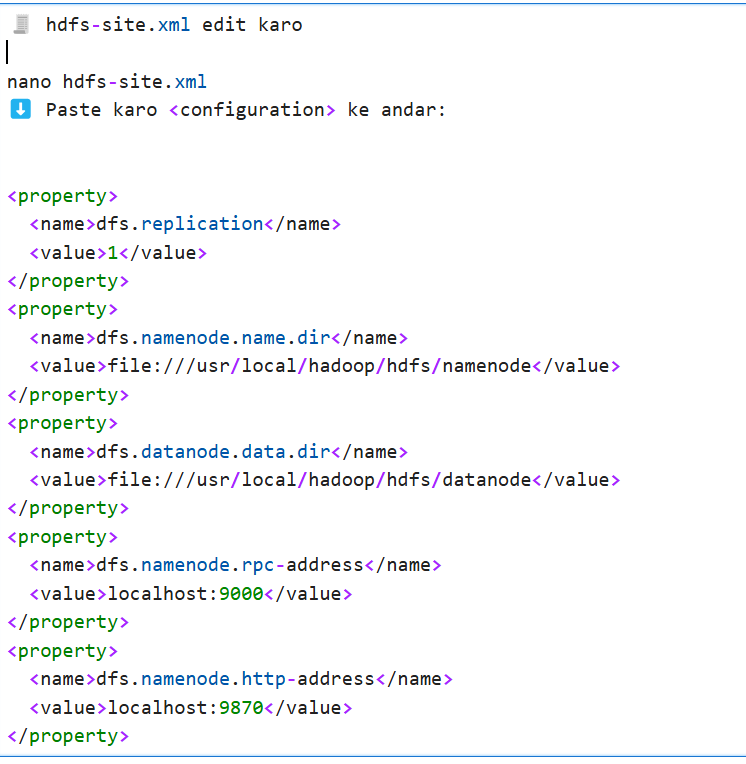 hdfs-site.xml edit karo
nano hdfs-site.xml
Paste karo <configuration> ke andar:
<property>
  <name>dfs.replication</name>
  <value>1</value>
</property>
<property>
  <name>dfs.namenode.name.dir</name>
  <value>file:///usr/local/hadoop/hdfs/namenode</value>
</property>
<property>
  <name>dfs.datanode.data.dir</name>
  <value>file:///usr/local/hadoop/hdfs/datanode</value>
</property>
<property>
  <name>dfs.namenode.rpc-address</name>
  <value>localhost:9000</value>
</property>
<property>
  <name>dfs.namenode.http-address</name>
  <value>localhost:9870</value>
</property>